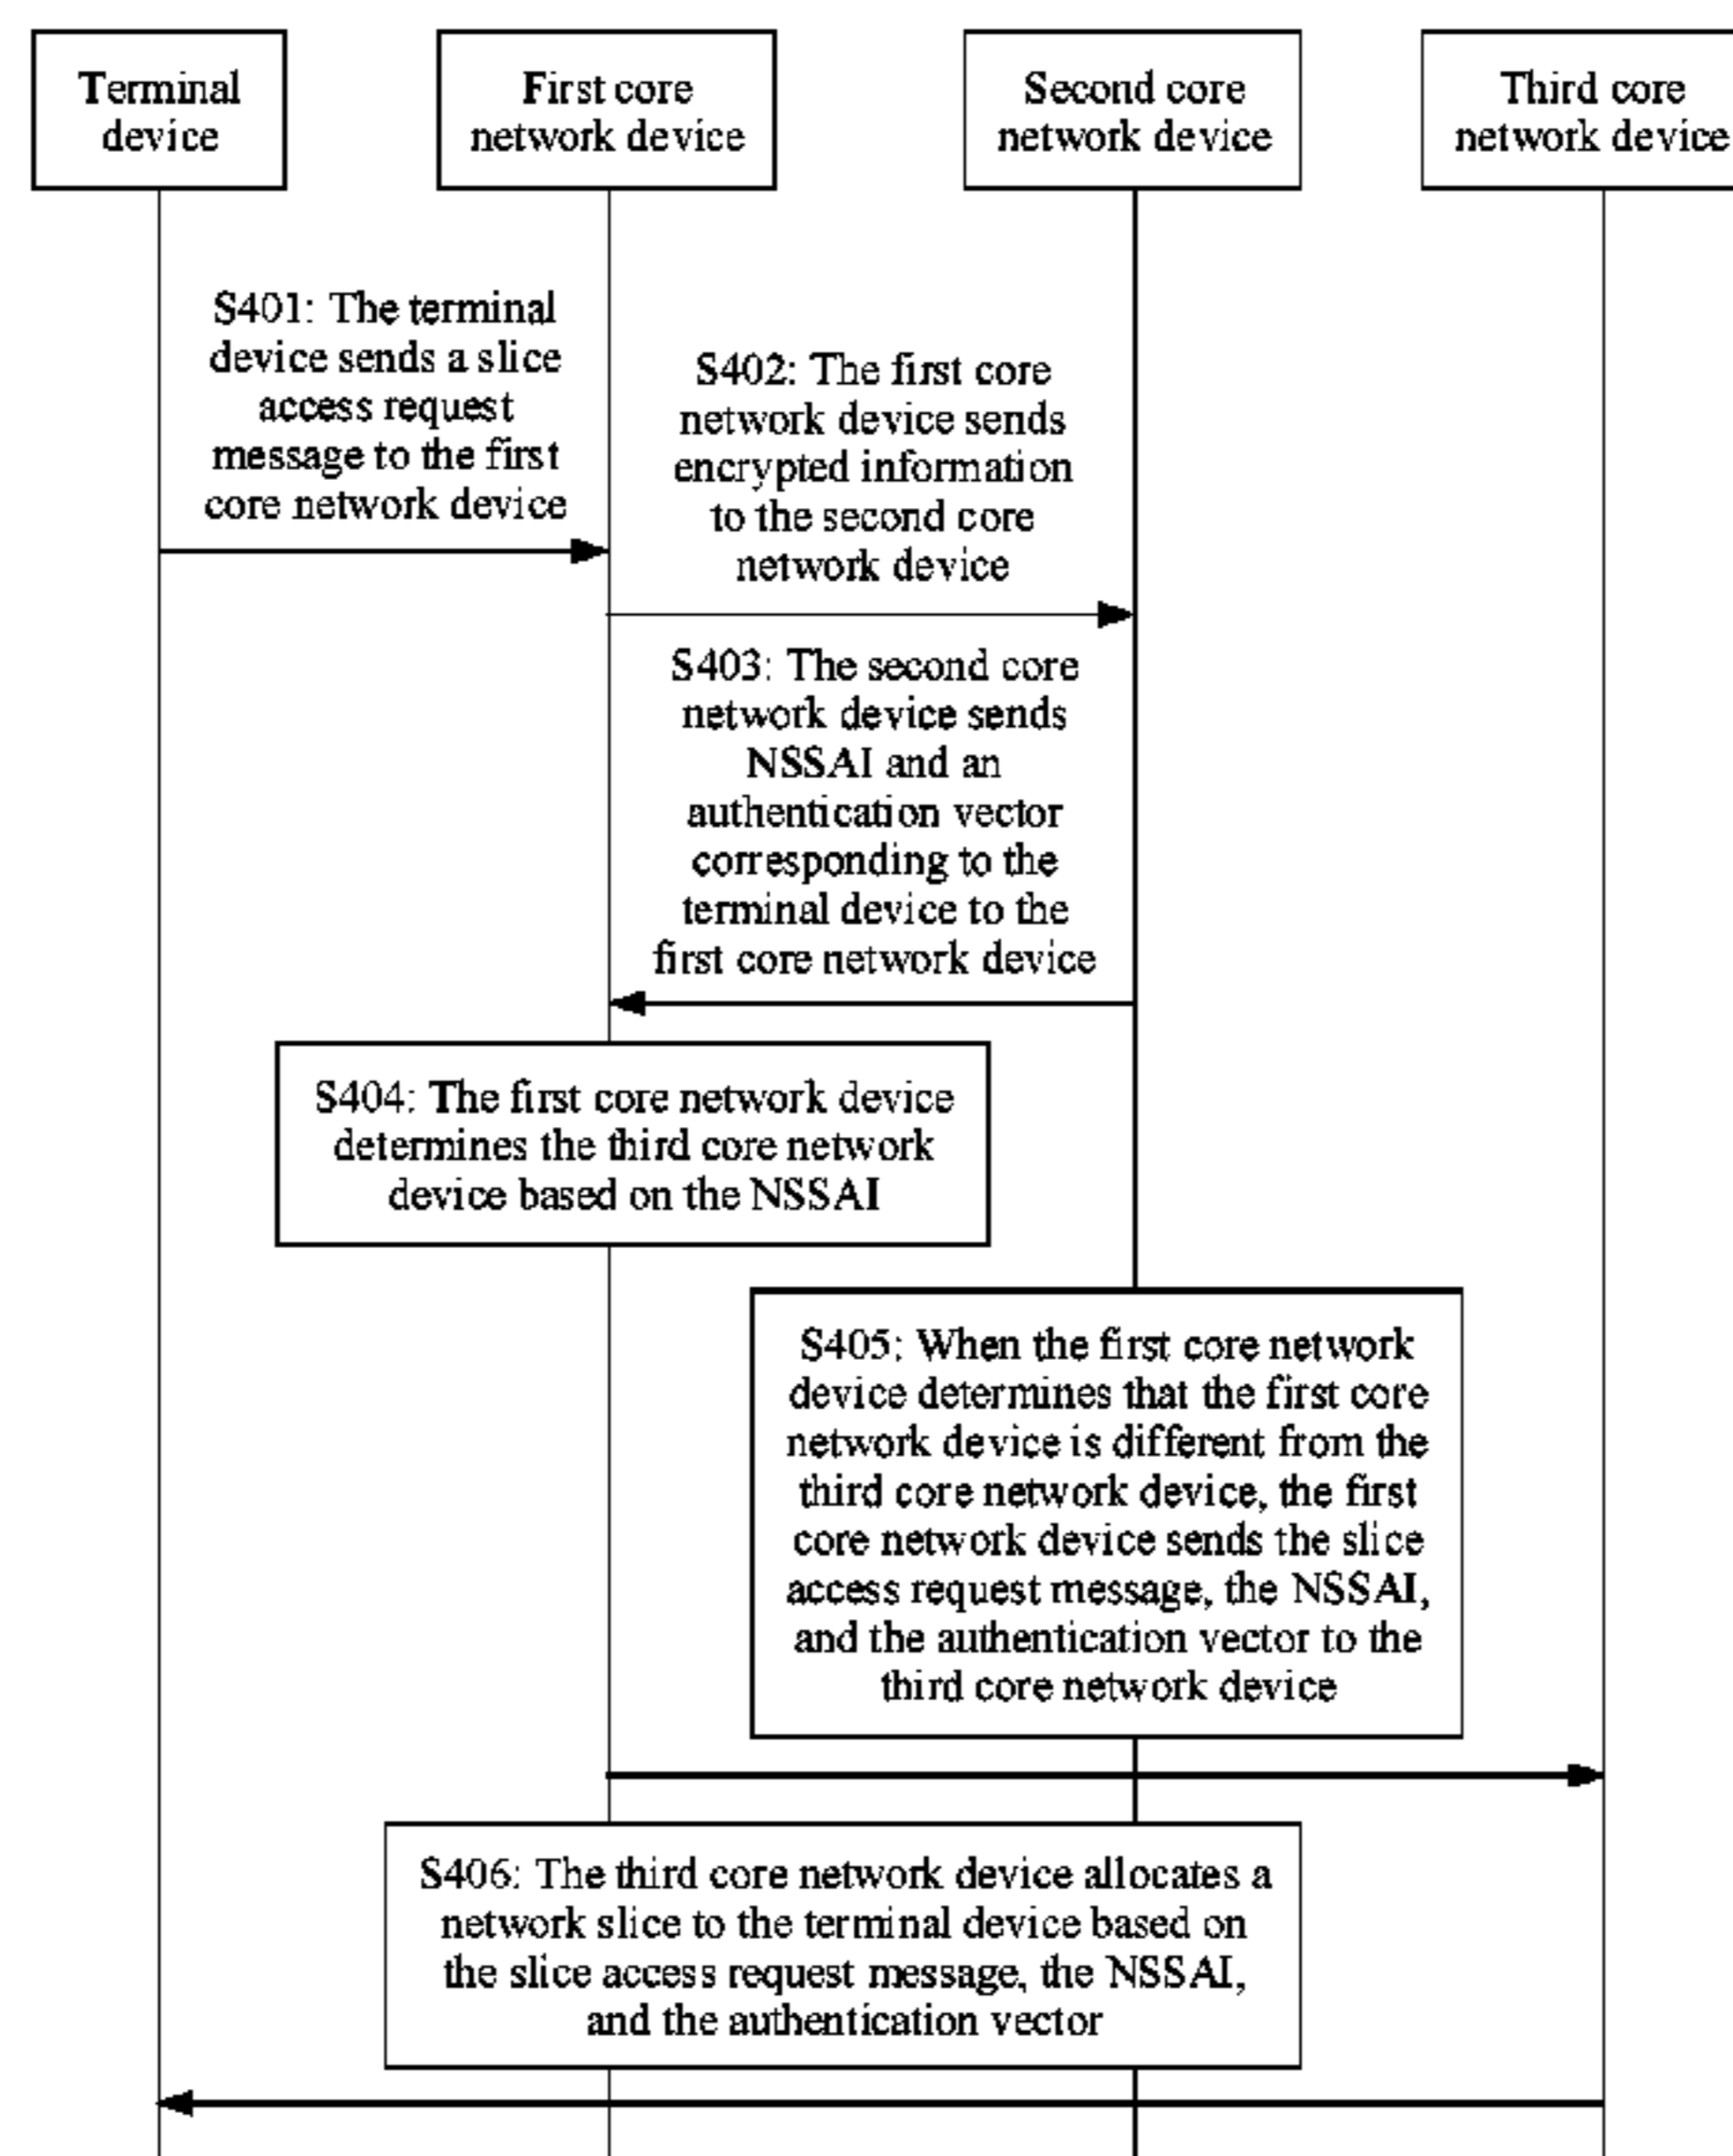 Terminal
device
First core
network device
Second core
network device
Third core
network device
S401: The terminal
device sends a slice
access request
message to the first
core network device
S402: The first core
network device sends
encrypted information
to the second core
network device
S403: The second core
network device sends
NSSAI and an
authentication vector
corresponding to the
terminal device to the
first core network device
S404: The first core network device
determines the third core network
device based on the NSSAI
S405: When the first core network
device determines that the first core
network device is different from the
third core network device, the first
core network device sends the slice
access request message, the NSSAI,
and the authentication vector to the
third core network device
S406: The third core network device allocates a
network slice to the terminal device based on
the slice access request message, the NSSAI,
and the authentication vector